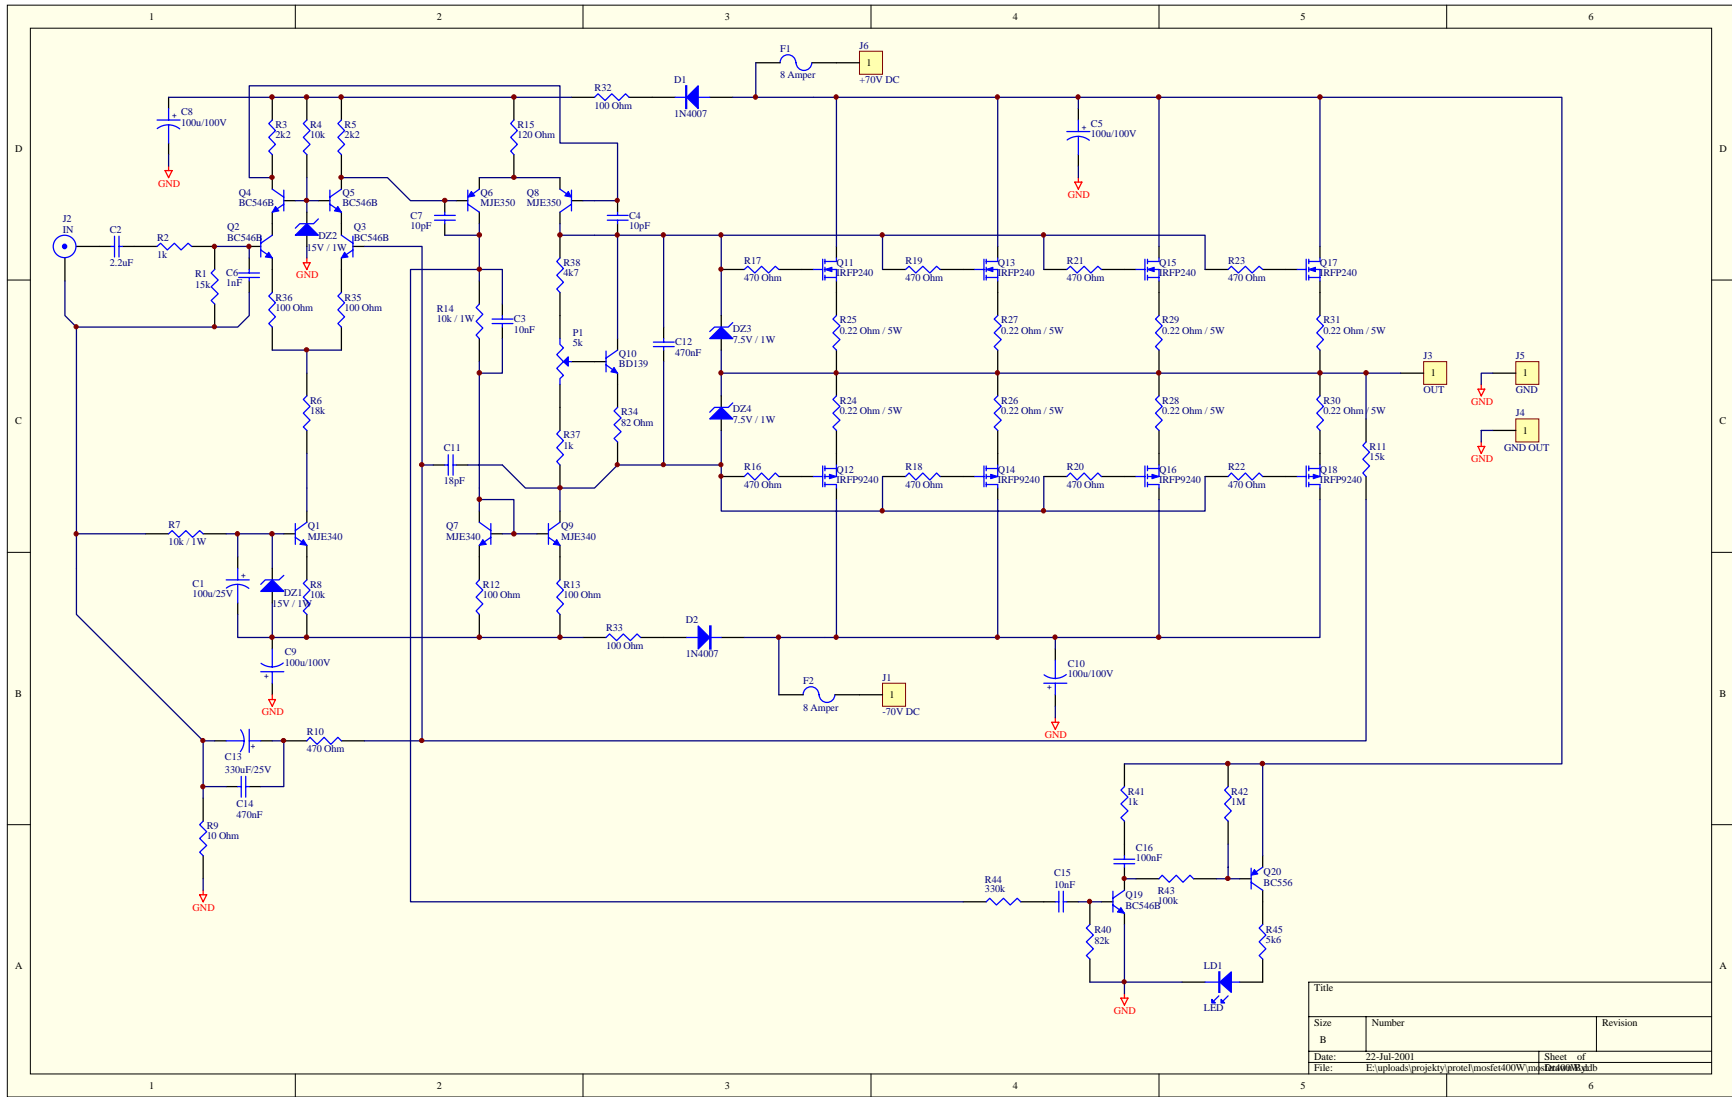 1 2 3 4 5 6
D
D
C
C
B
B
A
A
1 2 3 4 5 6
F1
8 Amper
J6
1
+70V DC
C8
100u/100V
GND
R3
2k2
R4
10k
R5
2k2
R32
100 Ohm
D1
1N4007
R15
120 Ohm
C5
100u/100V
GND
J2
IN
C2
2.2uF
R2
1k
R1
15k
C6
1nF
Q4
BC546B
Q5
BC546B
Q2
BC546B
Q3
BC546B
DZ2
15V / 1W
GND
R36
100 Ohm
R35
100 Ohm
R6
18k
Q6
MJE350
Q8
MJE350
C7
10pF
C4
10pF
R38
4k7
R14
10k / 1W
C3
10nF
P1
5k
Q10
BD139
R34
82 Ohm
R37
1k
C11
18pF
C12
470nF
DZ3
7.5V / 1W
DZ4
7.5V / 1W
R17
470 Ohm
Q11
IRFP240
R19
470 Ohm
Q13
IRFP240
R21
470 Ohm
Q15
IRFP240
R23
470 Ohm
Q17
IRFP240
R25
0.22 Ohm / 5W
R27
0.22 Ohm / 5W
R29
0.22 Ohm / 5W
R31
0.22 Ohm / 5W
R24
0.22 Ohm / 5W
R26
0.22 Ohm / 5W
R28
0.22 Ohm / 5W
R30
0.22 Ohm / 5W
J3
1
OUT
J5
1
GND
GND
J4
1
GND OUT
GND
R11
15k
R16
470 Ohm
Q12
IRFP9240
R18
470 Ohm
Q14
IRFP9240
R20
470 Ohm
Q16
IRFP9240
R22
470 Ohm
Q18
IRFP9240
R7
10k / 1W
Q1
MJE340
C1
100u/25V
DZ1
15V / 1W
R8
10k
Q7
MJE340
Q9
MJE340
R12
100 Ohm
R13
100 Ohm
R33
100 Ohm
D2
1N4007
C9
100u/100V
GND
F2
8 Amper
J1
1
-70V DC
C10
100u/100V
GND
R10
470 Ohm
C13
330uF/25V
C14
470nF
R9
10 Ohm
GND
R41
1k
R42
1M
C16
100nF
R44
330k
C15
10nF
Q19
BC546B
R43
100k
Q20
BC556
R40
82k
R45
5k6
LD1
LED
GND
Title
Size
B
Number
Revision
Date: 22-Jul-2001
Sheet of
File: E:\uploads\projekty\protel\mosfet400W\